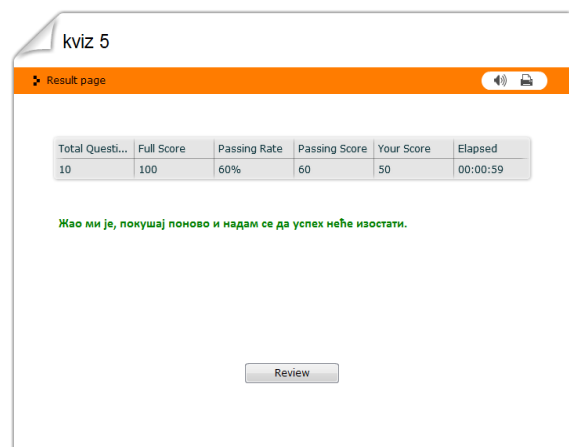 kviz 5
Result page
Total Questi... Full Score Passing Rate Passing Score Your Score Elapsed
10 100 60% 60 50 00:00:59
Жао ми је, покушај поново и надам се да успех неће изостати.
Review